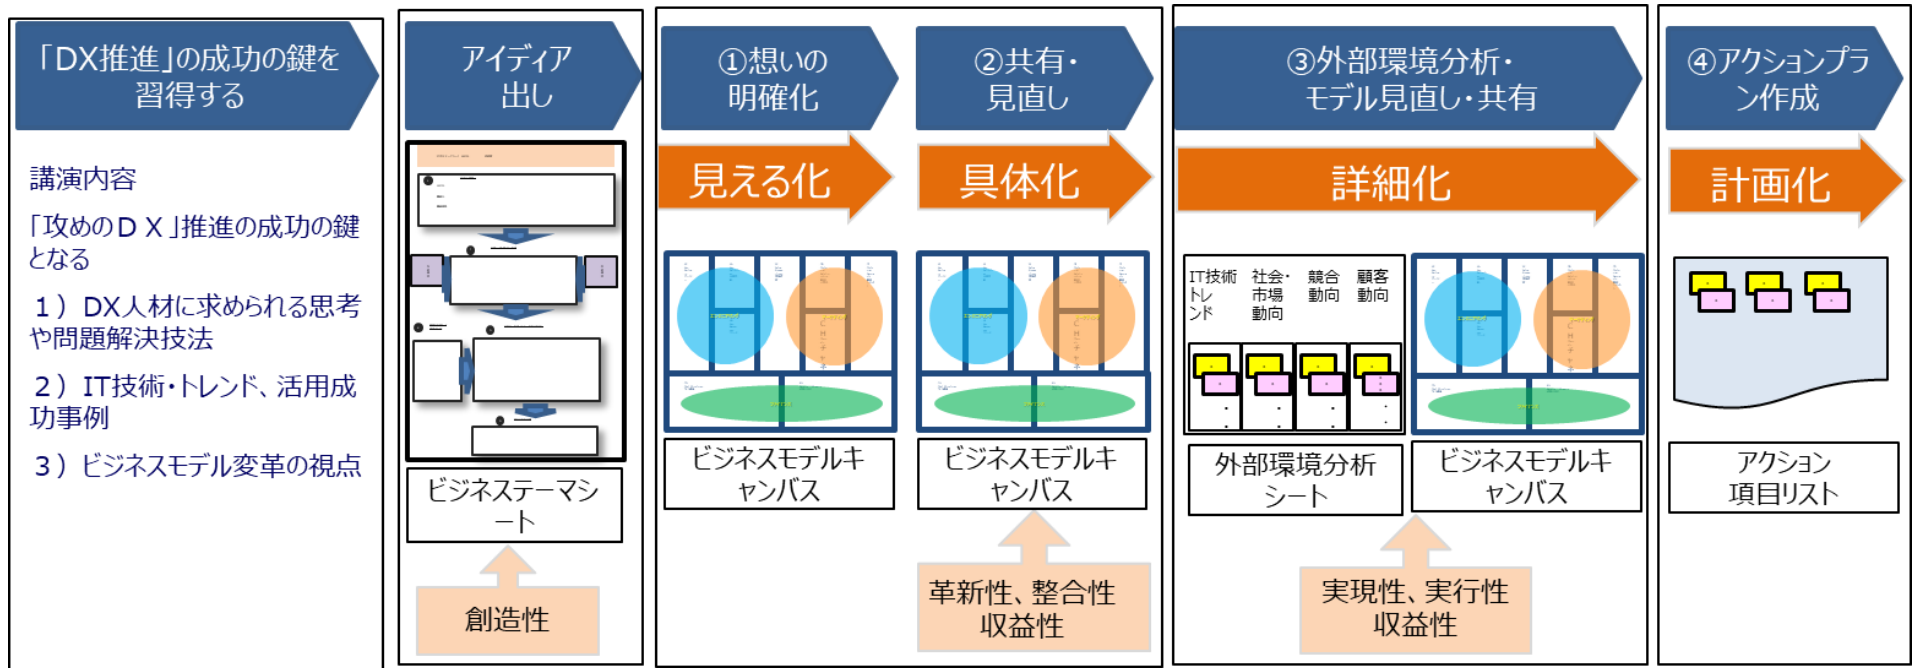 「DX推進」の成功の鍵を
習得する
講演内容
「攻めのＤＸ」推進の成功の鍵
となる
１）DX人材に求められる思考
や問題解決技法
２）IT技術・トレンド、活用成
功事例
３）ビジネスモデル変革の視点
アイディア
出し
ビジネステーマシ
ート
創造性
①想いの
明確化
見える化
ビジネスモデルキ
ャンバス
②共有・
見直し
具体化
ビジネスモデルキ
ャンバス
革新性、整合性
収益性
③外部環境分析・
モデル見直し・共有
詳細化
IT技術
トレ
ンド
社会・
市場
動向
競合
動向
顧客
動向
外部環境分析
シート
ビジネスモデルキ
ャンバス
実現性、実行性
収益性
④アクションプラ
ン作成
計画化
アクション
項目リスト